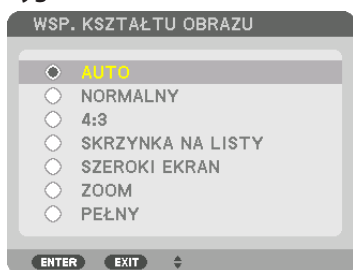 WSP. KSZTAŁTU OBRAZU
AUTO
NORMALNY
4:3
SKRZYNKA NA LISTY
SZEROKI EKRAN
ZOOM
PEŁNY
ENTER EXIT